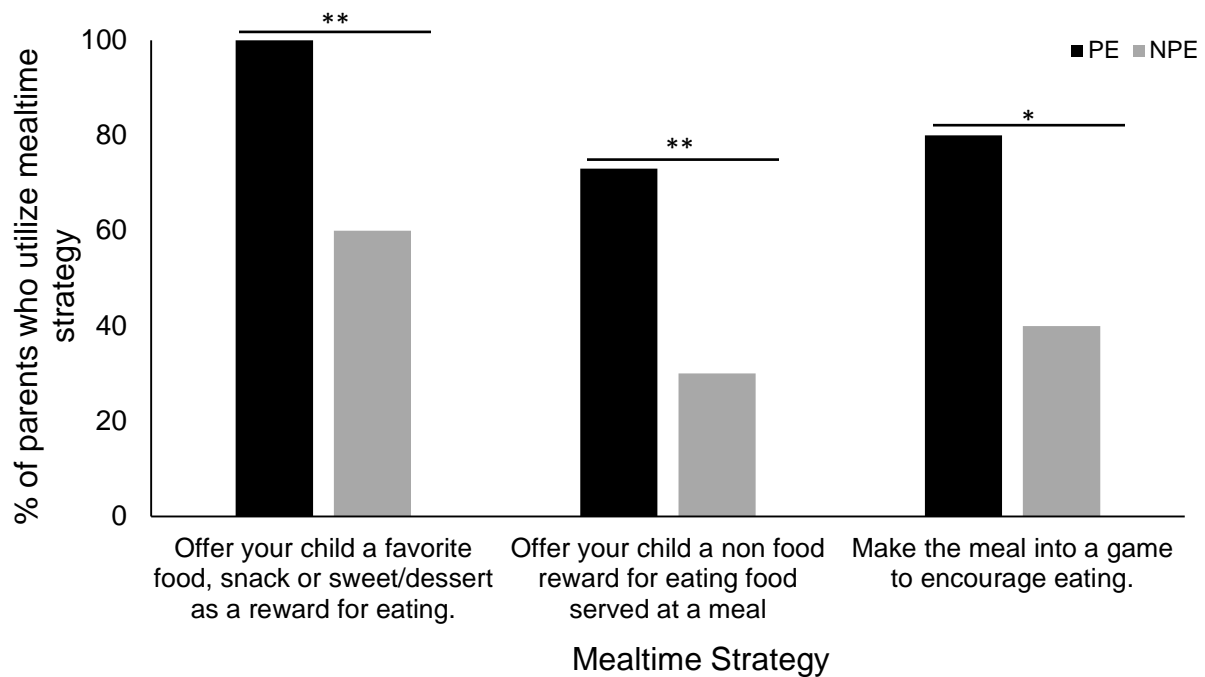 **
100
PE NPE
*
80
**
% of parents who utilize mealtime
strategy
60
40
20
0
Offer your child a favorite
food, snack or sweet/dessert
as a reward for eating.
Offer your child a non food
reward for eating food
served at a meal
Make the meal into a game
to encourage eating.
Mealtime Strategy